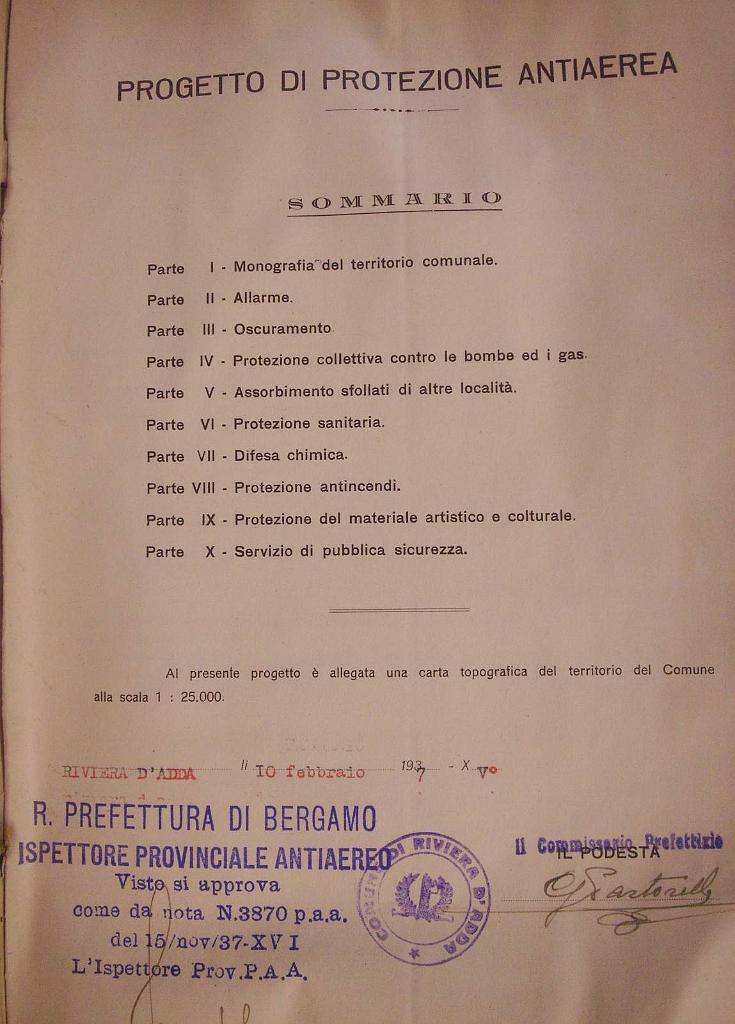 PROGETTO DI PROTEZIONE ANTIAEREA
SOMMARIO
Parte I - Monografia del territorio comunale.
Parte II - Allarme.
Parte III - Oscuramento.
Parte IV - Protezione collettiva contro le bombe ed i gas.
Parte V - Assorbimento sfollati di altre località.
Parte VI - Protezione sanitaria.
Parte VII - Difesa chimica.
Parte VIII - Protezione antincendi.
Parte IX - Protezione del materiale artistico e colturale.
Parte X - Servizio di pubblica sicurezza.
Al presente progetto è allegata una carta topografica del territorio del Comune
alla scala 1 : 25.000.
RIVIERA D'ADDA li 10 febbraio 1937 - XV°
R. PREFETTURA DI BERGAMO
ISPETTORE PROVINCIALE ANTIAEREO
Visto si approva
come da nota N.3870 p.a.a.
del 15/nov/37-XVI
L'Ispettore Prov.P.A.A.
COMUNE DI RIVIERA D'ADDA
Il Commissario Prefettizio
IL PODESTÀ